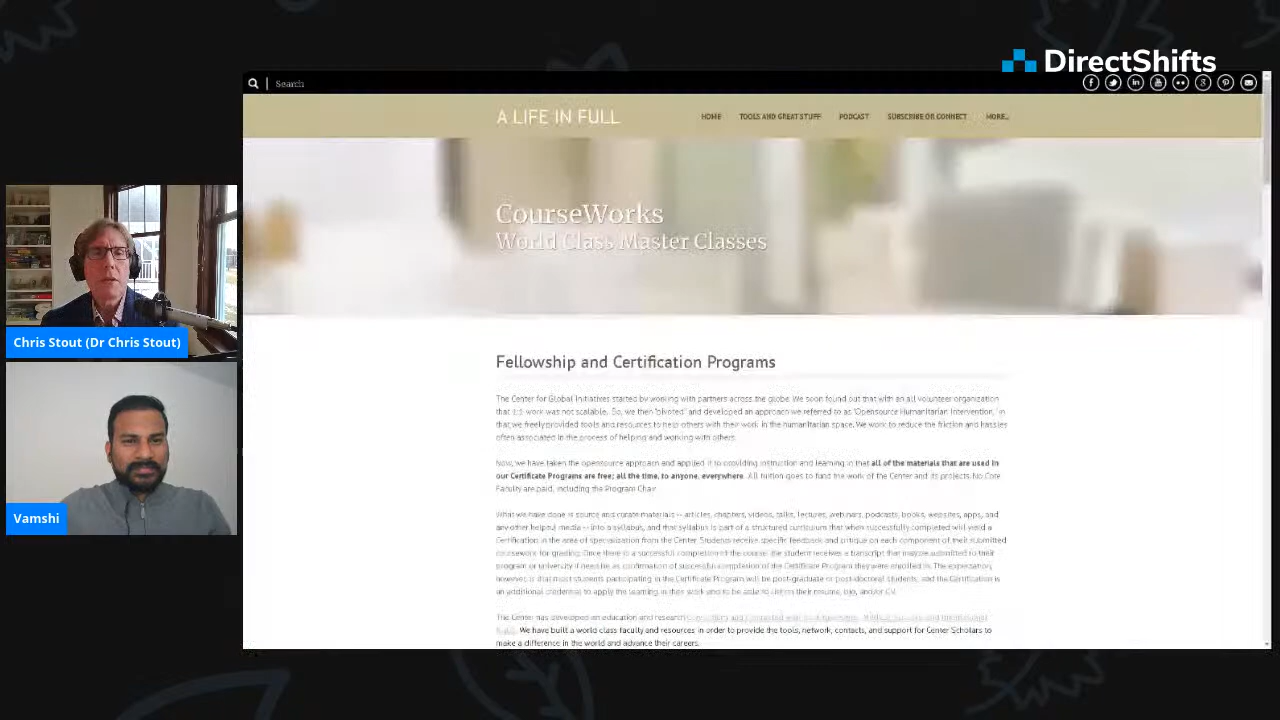 DirectShifts
Search
A LIFE IN FULL
HOME
TOOLS AND GREAT STUFF
PODCAST
SUBSCRIBE OR CONNECT
MORE...
CourseWorks
World Class Master Classes
Chris Stout (Dr Chris Stout)
Vamshi
Fellowship and Certification Programs
The Center for Global Initiatives started by working with partners across the globe. We soon found out that with an all volunteer organization
that 1:1 work was not scalable. So, we then 'pivoted' and developed an approach we referred to as 'Opensource Humanitarian Intervention,' in
that we freely provided tools and resources to help others with their work in the humanitarian space. We work to reduce the friction and hassles
often associated in the process of helping and working with others.
Now, we have taken the opensource approach and applied it to providing instruction and learning in that all of the materials that are used in
our Certificate Programs are free; all the time, to anyone, everywhere. All tuition goes to fund the work of the Center and its projects. No Core
Faculty are paid, including the Program Chair.
What we have done is source and curate materials -- articles, chapters, videos, talks, lectures, webinars, podcasts, books, websites, apps, and
any other helpful media -- into a syllabus, and that syllabus is part of a structured curriculum that when successfully completed will yield a
Certification in the area of specialization from the Center. Students receive specific feedback and critique on each component of their submitted
coursework for grading. Once there is a successful completion of the course, the student receives a transcript that may be submitted to their
program or university if need be as confirmation of successful completion of the Certificate Program they were enrolled in. The expectation,
however, is that most students participating in the Certificate Program will be post-graduate or post-doctoral students, and the Certification is
an additional credential to apply the learning in their work and to be able to list on their resume, bio, and/or CV.
The Center has developed an education and research
We have built a world class faculty and resources in order to provide the tools, network, contacts, and support for Center Scholars to
make a difference in the world and advance their careers.